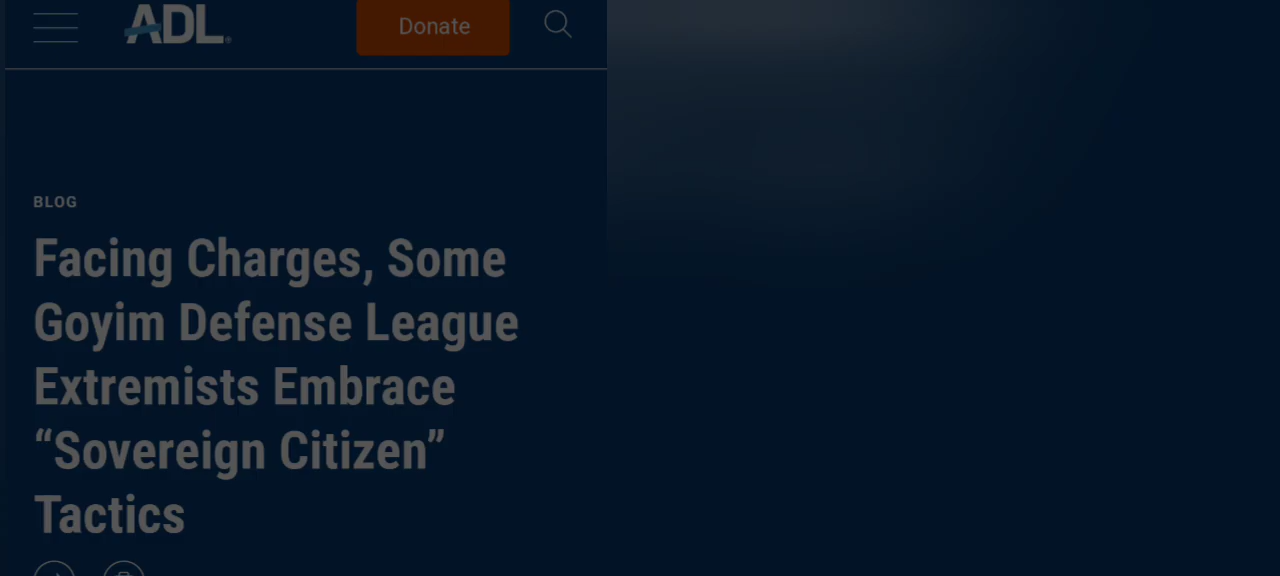 ADL®
Donate
BLOG
Facing Charges, Some
Goyim Defense League
Extremists Embrace
“Sovereign Citizen”
Tactics